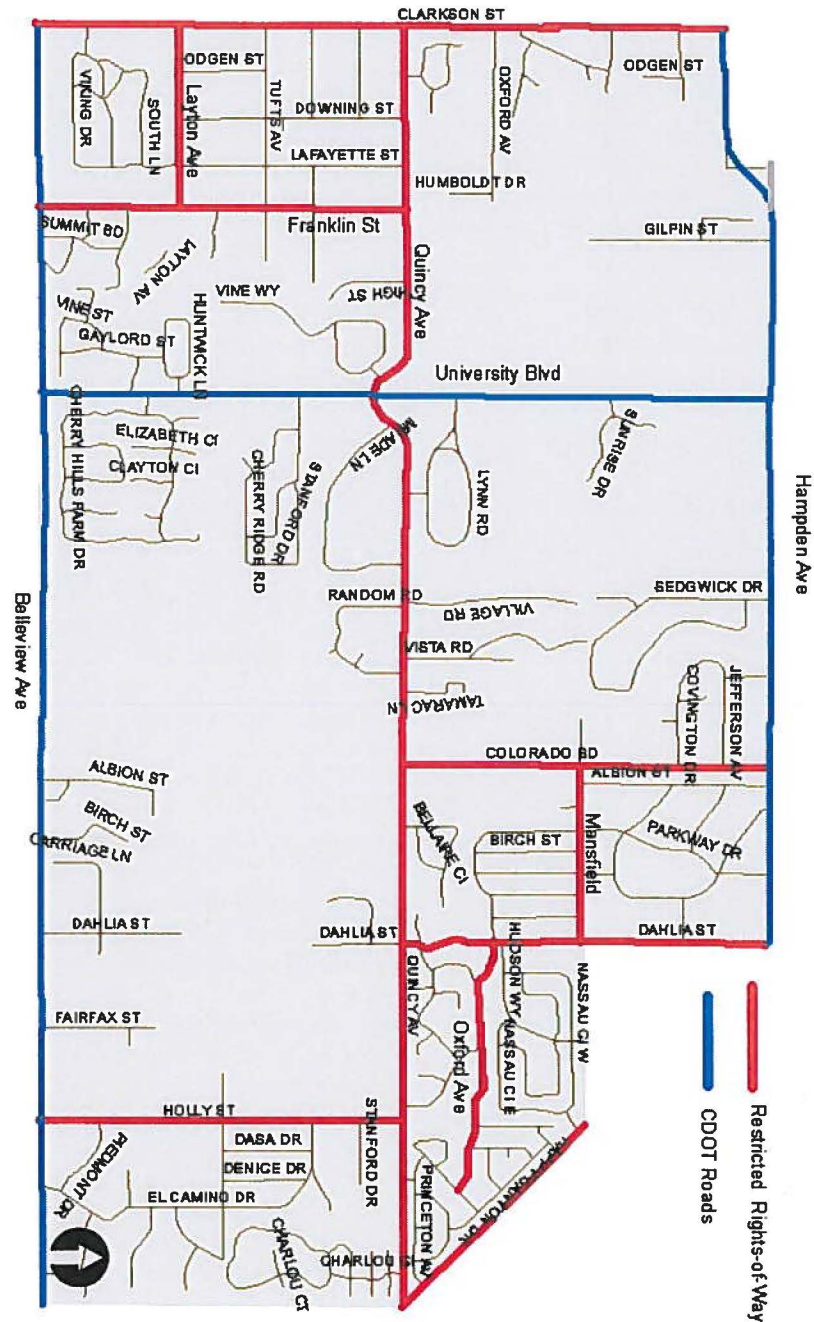 CLARKSON ST
ODGEN ST
ODGEN ST
VIKING DR
SOUTH LN
Layton Ave
TUFTS AV
DOWNING ST
OXFORD AV
LAFAYETTE ST
HUMBOLDT DR
SUMMIT BD
LAYTON AV
Franklin St
Quincy Ave
GILPIN ST
VINE ST
GAYLORD ST
HUNTWICK LN
VINE WY
HIGH ST
University Blvd
CHERRY HILLS FARM DR
ELIZABETH CI
CLAYTON CI
CHERRY RIDGE RD
STANFORD DR
MEADE LN
LYNN RD
SUNRISE DR
Hampden Ave
Belleview Ave
RANDOM RD
VILLAGE RD
SEDGWICK DR
VISTA RD
TAMARAC LN
COVINGTON DR
JEFFERSON AV
COLORADO BD
ALBION ST
ALBION ST
BIRCH ST
CARRIAGE LN
BELLAIRE CI
BIRCH ST
Mansfield
PARKWAY DR
DAHLIA ST
DAHLIA ST
DAHLIA ST
QUINCY AV
HUDSON WY
NASSAU CI W
NASSAU CI E
Oxford Ave
FAIRFAX ST
HOLLY ST
STANFORD DR
PIEDMONT DR
DASA DR
DENICE DR
EL CAMINO DR
CHARLOU CT
PRINCETON AV
Restricted Rights-of-Way
CDOT Roads